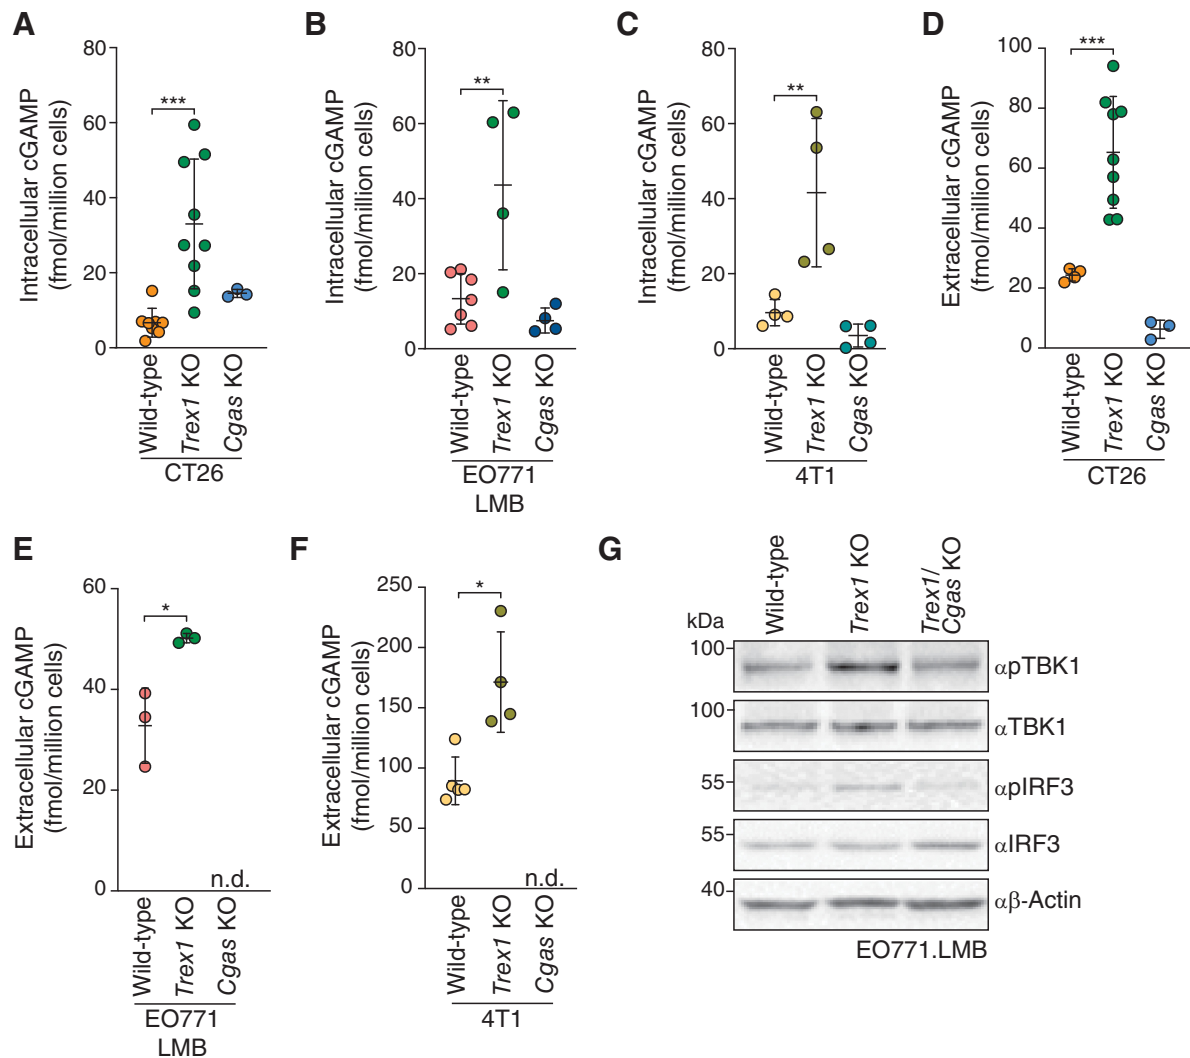 A
Intracellular cGAMP
(fmol/million cells)
80
60
40
20
0
***
Wild-type
Trex1 KO
Cgas KO
CT26
B
Intracellular cGAMP
(fmol/million cells)
80
60
40
20
0
**
Wild-type
Trex1 KO
Cgas KO
EO771
LMB
C
Intracellular cGAMP
(fmol/million cells)
80
60
40
20
0
**
Wild-type
Trex1 KO
Cgas KO
4T1
D
Extracellular cGAMP
(fmol/million cells)
100
80
60
40
20
0
***
Wild-type
Trex1 KO
Cgas KO
CT26
E
Extracellular cGAMP
(fmol/million cells)
60
40
20
0
*
n.d.
Wild-type
Trex1 KO
Cgas KO
EO771
LMB
F
Extracellular cGAMP
(fmol/million cells)
250
200
150
100
50
0
*
n.d.
Wild-type
Trex1 KO
Cgas KO
4T1
G
Wild-type
Trex1 KO
Trex1/
Cgas KO
kDa
100
αpTBK1
100
αTBK1
55
αpIRF3
55
αIRF3
40
αβ-Actin
EO771.LMB